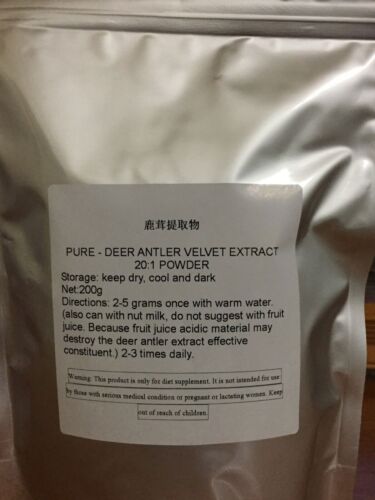 鹿茸提取物
PURE - DEER ANTLER VELVET EXTRACT
20:1 POWDER
Storage: keep dry, cool and dark
Net:200g
Directions: 2-5 grams once with warm water.
(also can with nut milk, do not suggest with fruit
juice. Because fruit juice acidic material may
destroy the deer antler extract effective
constituent.) 2-3 times daily.
Warning: This product is only for diet supplement. It is not intended for use
by those with serious medical condition or pregnant or lactating women. Keep
out of reach of children.